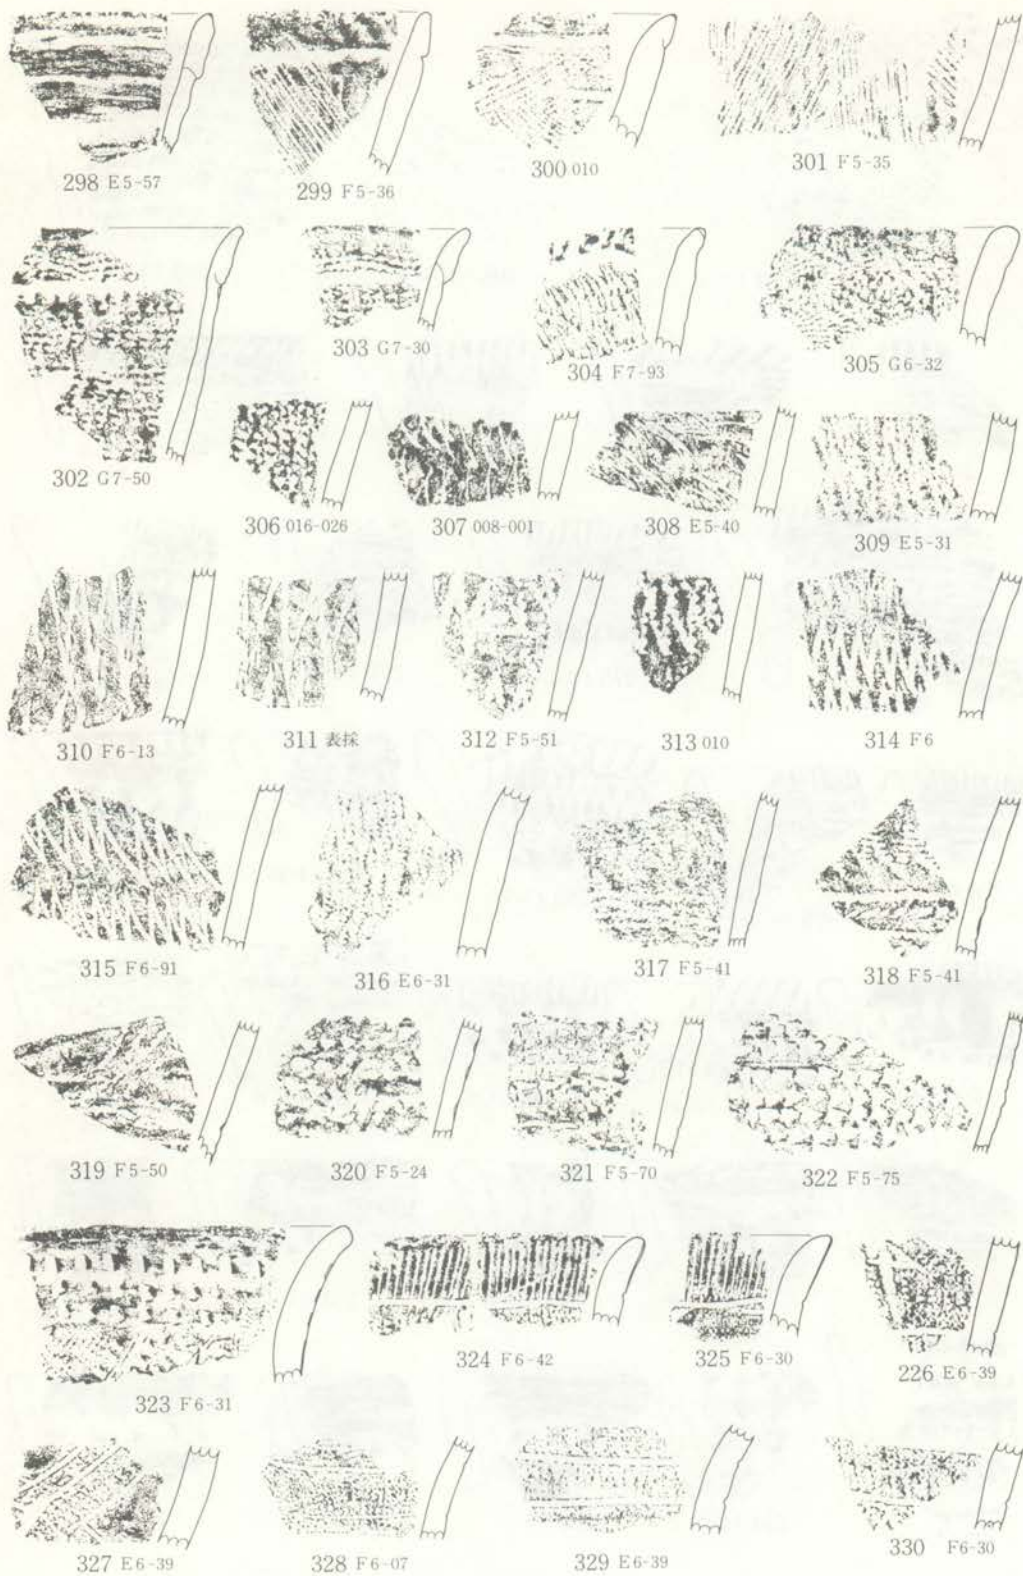 298 E5-57
299 F5-36
300 010
301 F5-35
302 G7-50
303 G7-30
304 F7-93
305 G6-32
306 016-026
307 008-001
308 E5-40
309 E5-31
310 F6-13
311 表採
312 F5-51
313 010
314 F6
315 F6-91
316 E6-31
317 F5-41
318 F5-41
319 F5-50
320 F5-24
321 F5-70
322 F5-75
323 F6-31
324 F6-42
325 F6-30
226 E6-39
327 E6-39
328 F6-07
329 E6-39
330 F6-30